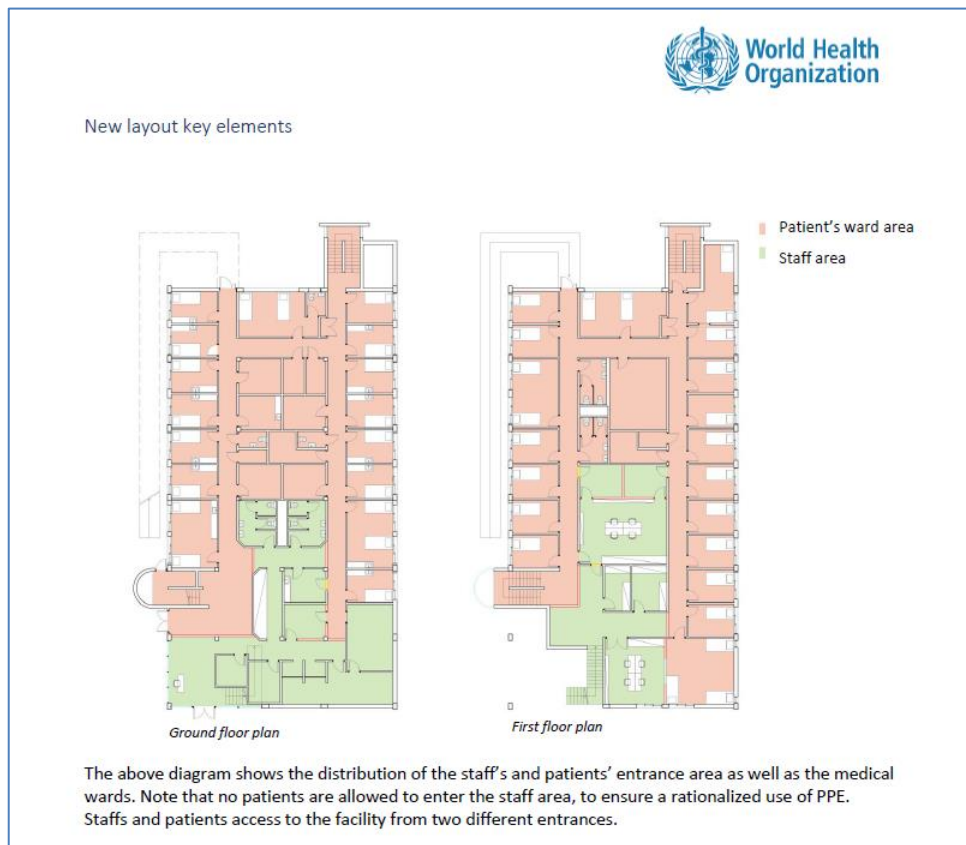 World Health
Organization
New layout key elements
Patient's ward area
Staff area
Ground floor plan
First floor plan
The above diagram shows the distribution of the staff's and patients' entrance area as well as the medical
wards. Note that no patients are allowed to enter the staff area, to ensure a rationalized use of PPE.
Staffs and patients access to the facility from two different entrances.